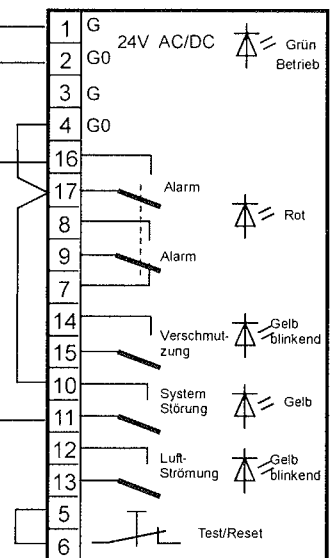 1 G
24V AC/DC
Grün
Betrieb
2 G0
3 G
4 G0
16
17
Alarm
8
Rot
9
Alarm
7
14
Verschmut-
zung
Gelb
blinkend
15
10
System
Störung
Gelb
11
12
Luft-
Strömung
Gelb
blinkend
13
5
6
Test/Reset